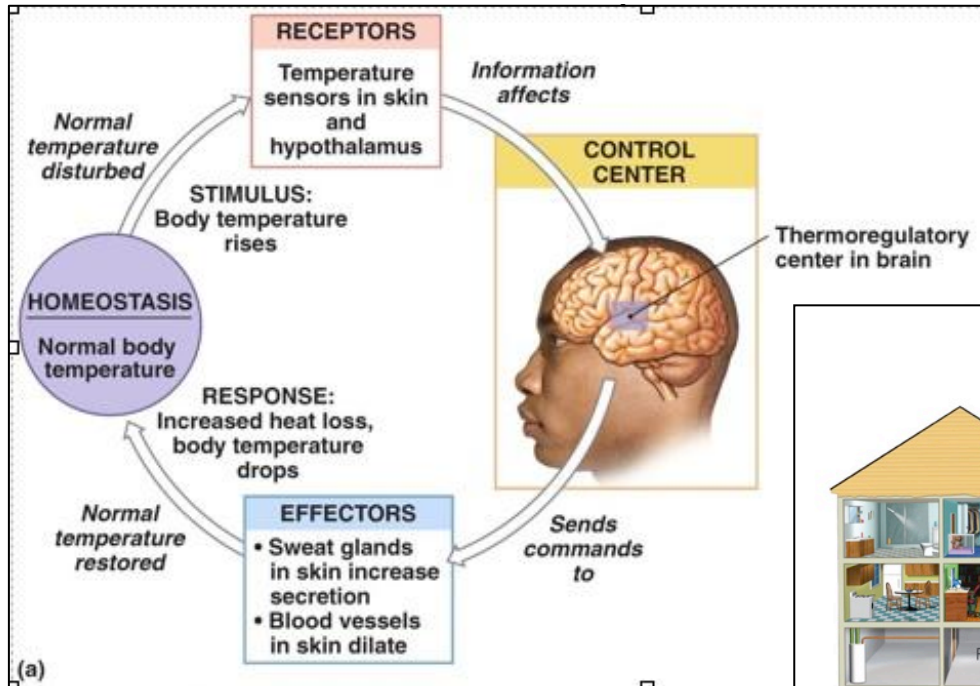 RECEPTORS
Temperature
sensors in skin
and
hypothalamus
Information
affects
Normal
temperature
disturbed
STIMULUS:
Body temperature
rises
CONTROL
CENTER
Thermoregulatory
center in brain
HOMEOSTASIS
Normal body
temperature
RESPONSE:
Increased heat loss,
body temperature
drops
Normal
temperature
restored
EFFECTORS
• Sweat glands
in skin increase
secretion
• Blood vessels
in skin dilate
Sends
commands
to
(a)